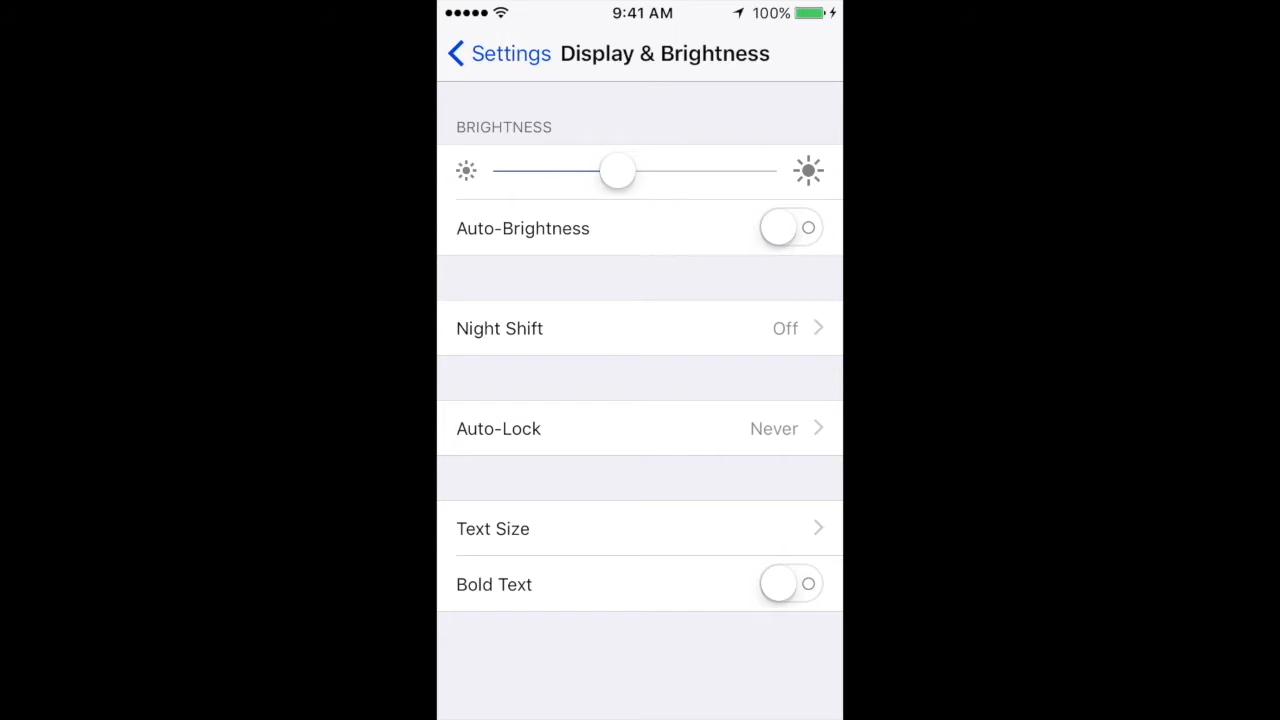 9:41 AM 100%
Settings Display & Brightness
BRIGHTNESS
Auto-Brightness
Night Shift Off
Auto-Lock Never
Text Size
Bold Text